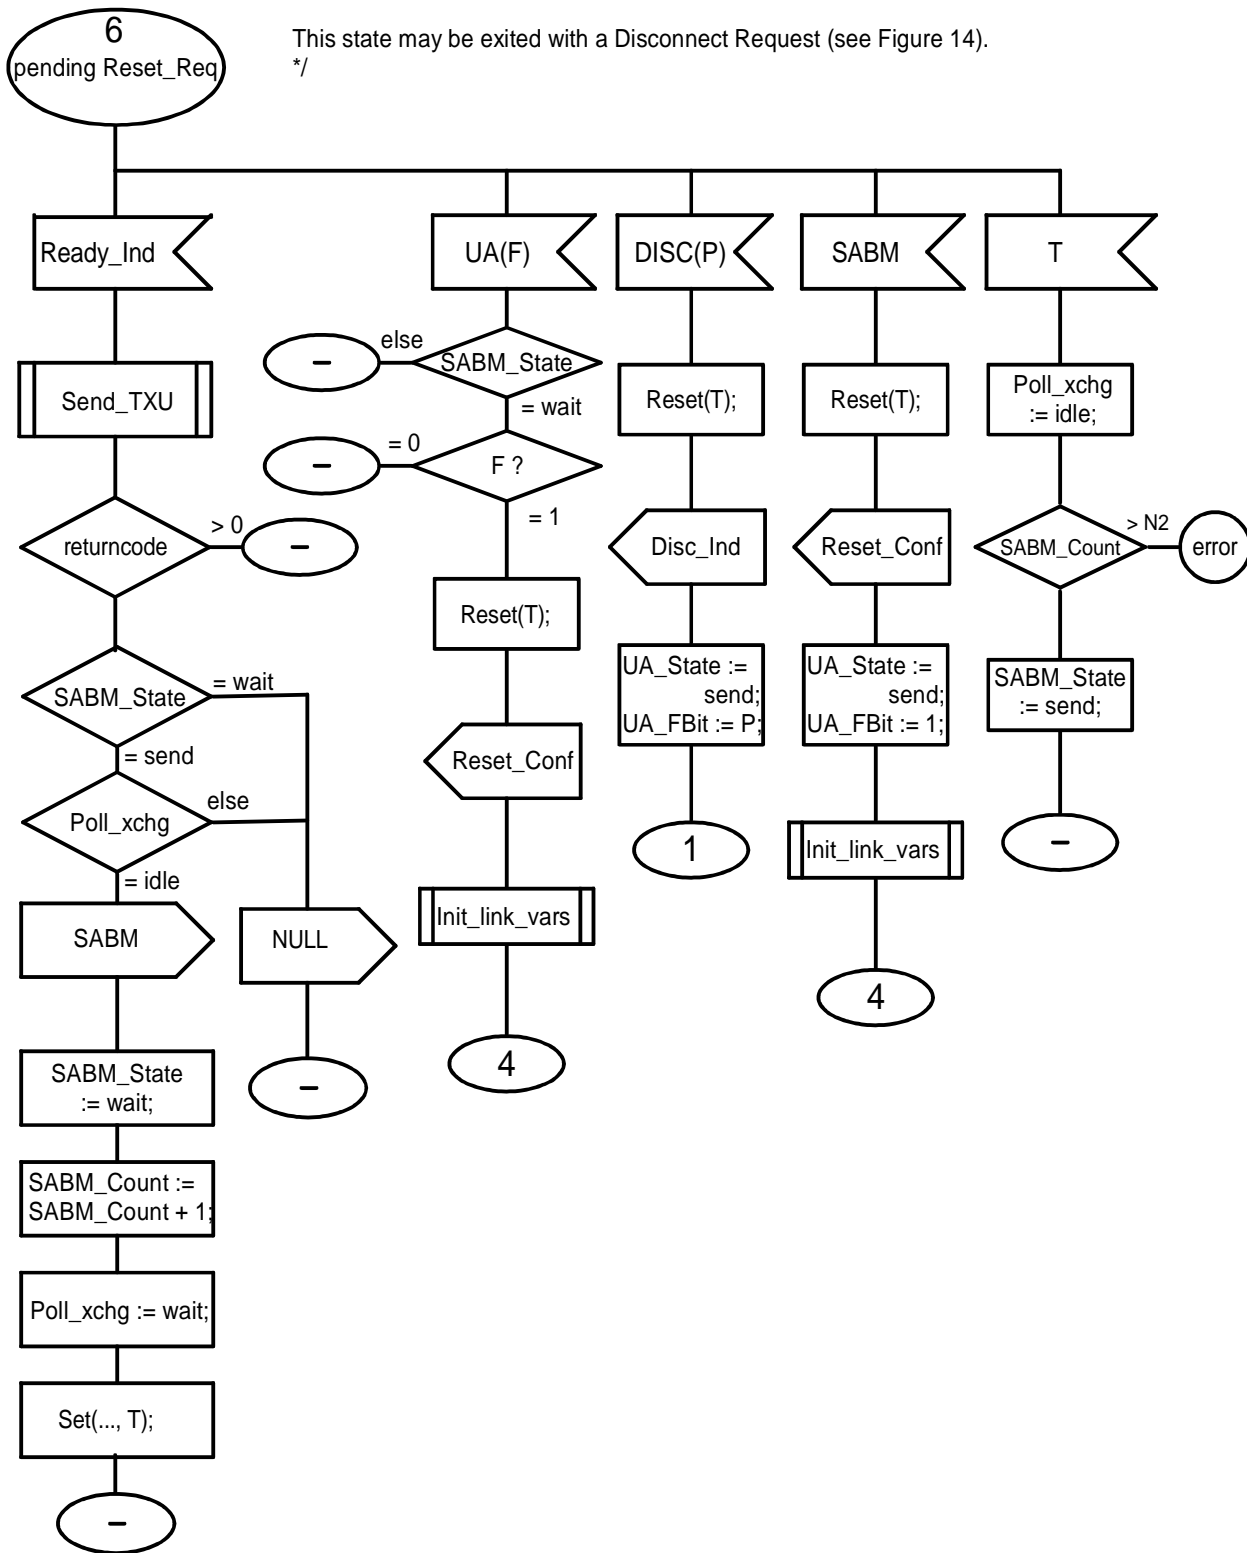 6
pending Reset_Req
This state may be exited with a Disconnect Request (see Figure 14).
*/
Ready_Ind
Send_TXU
returncode
> 0
–
SABM_State
= wait
= send
Poll_xchg
else
= idle
SABM
NULL
–
SABM_State
:= wait;
SABM_Count :=
SABM_Count + 1;
Poll_xchg := wait;
Set(..., T);
–
UA(F)
SABM_State
else
–
= wait
F ?
= 0
–
= 1
Reset(T);
Reset_Conf
Init_link_vars
4
DISC(P)
Reset(T);
Disc_Ind
UA_State :=
send;
UA_FBit := P;
1
SABM
Reset(T);
Reset_Conf
UA_State :=
send;
UA_FBit := 1;
Init_link_vars
4
T
Poll_xchg
:= idle;
SABM_Count
> N2
error
SABM_State
:= send;
–